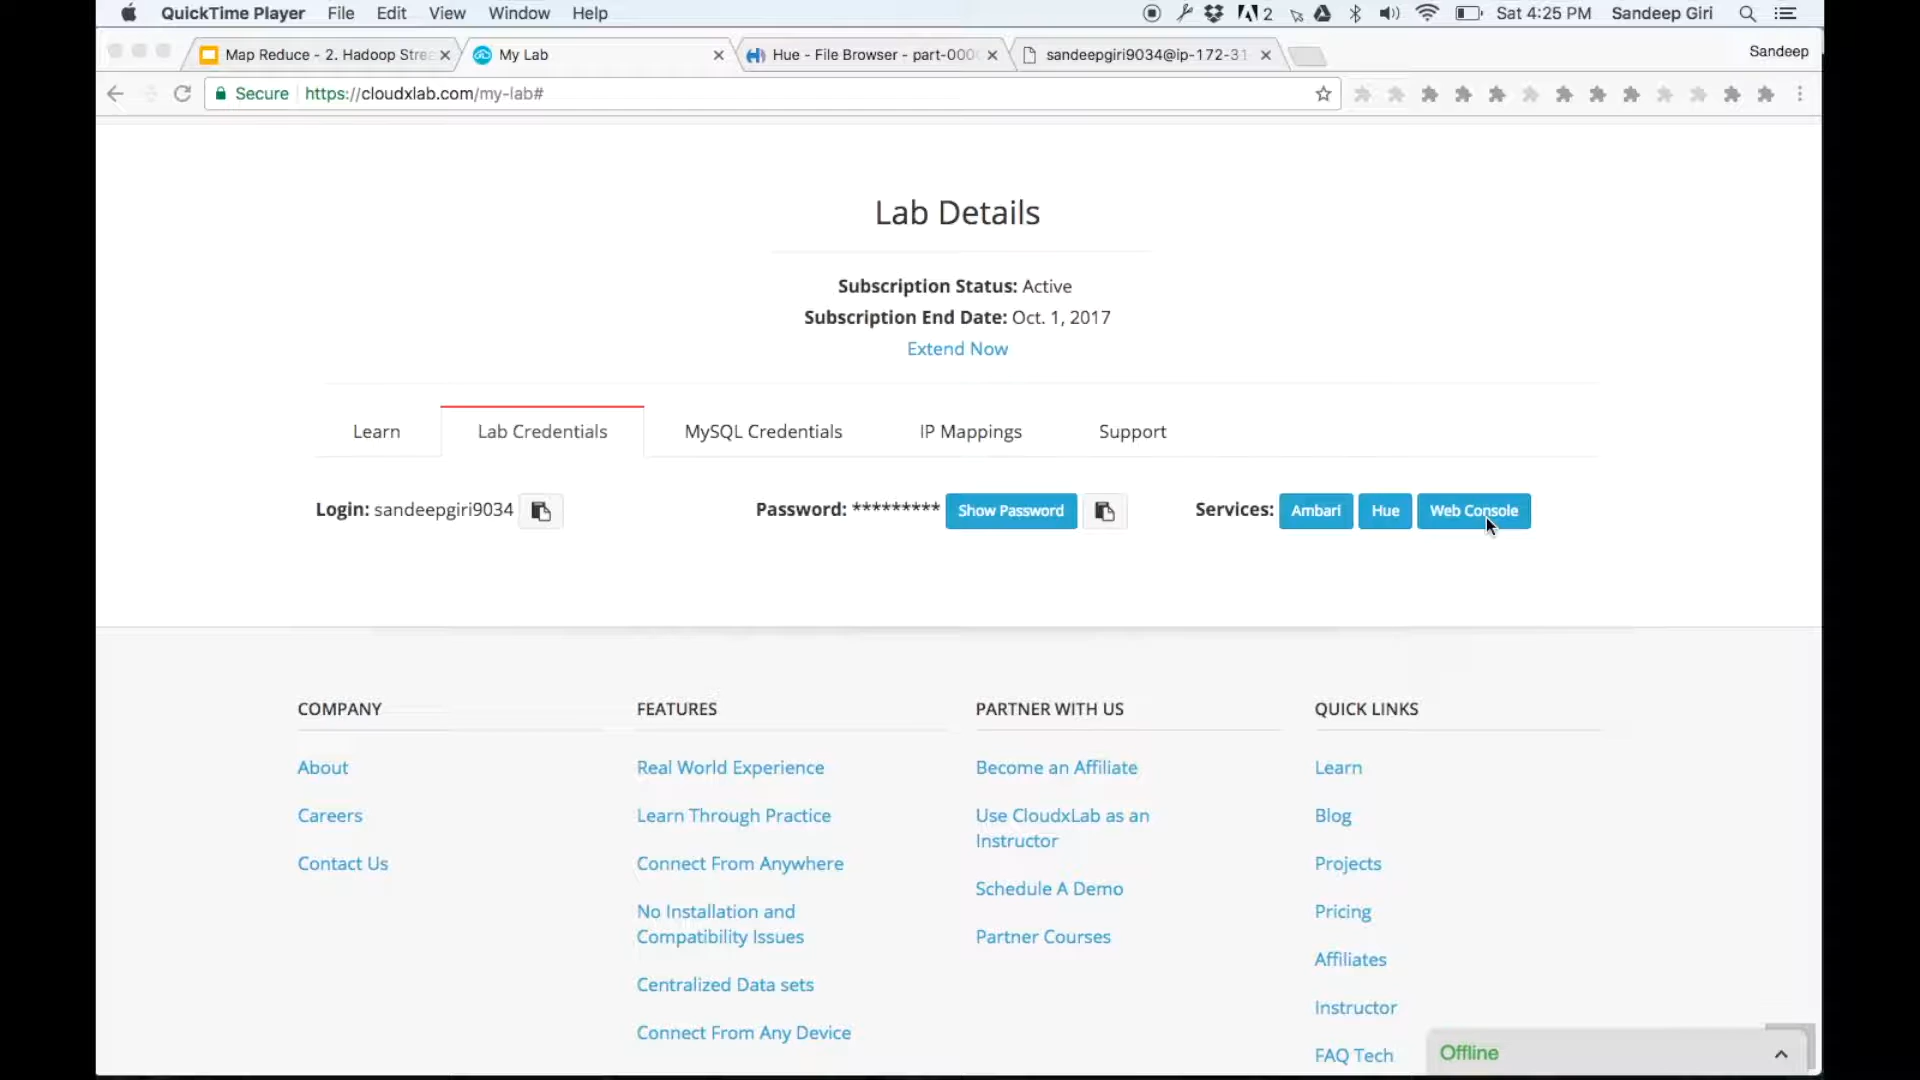 QuickTime Player File Edit View Window Help 2 Sat 4:25 PM Sandeep Giri
Map Reduce - 2. Hadoop Stre My Lab Hue - File Browser - part-000 sandeepgiri9034@ip-172-31 Sandeep
Secure https://cloudxlab.com/my-lab#
Lab Details
Subscription Status: Active
Subscription End Date: Oct. 1, 2017
Extend Now
Learn Lab Credentials MySQL Credentials IP Mappings Support
Login: sandeepgiri9034 Password: ********* Show Password Services: Ambari Hue Web Console
COMPANY FEATURES PARTNER WITH US QUICK LINKS
About Real World Experience Become an Affiliate Learn
Careers Learn Through Practice Use CloudxLab as an Blog
Instructor
Contact Us Connect From Anywhere Projects
Schedule A Demo
No Installation and Pricing
Compatibility Issues Partner Courses
Affiliates
Centralized Data sets
Instructor
Connect From Any Device
FAQ Tech Offline